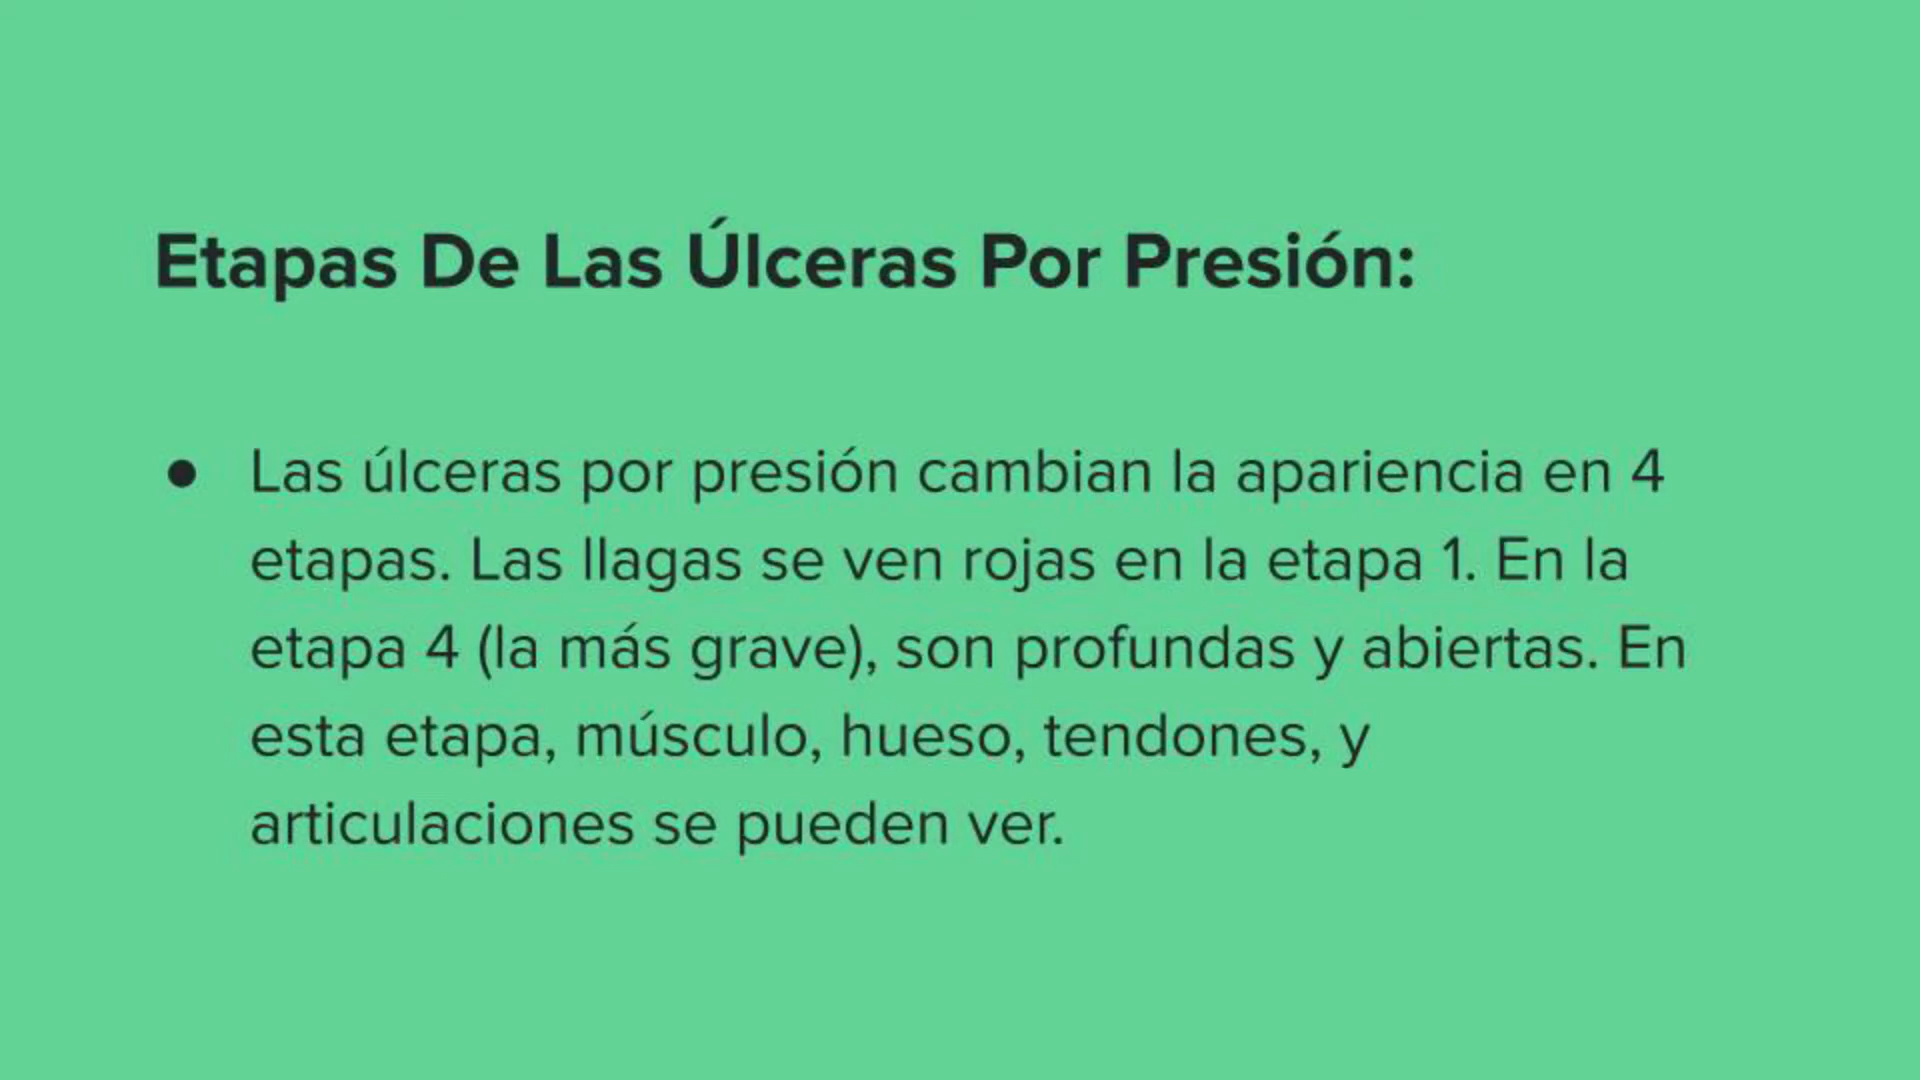 Etapas De Las Úlceras Por Presión:
● Las úlceras por presión cambian la apariencia en 4
etapas. Las llagas se ven rojas en la etapa 1. En la
etapa 4 (la más grave), son profundas y abiertas. En
esta etapa, músculo, hueso, tendones, y
articulaciones se pueden ver.